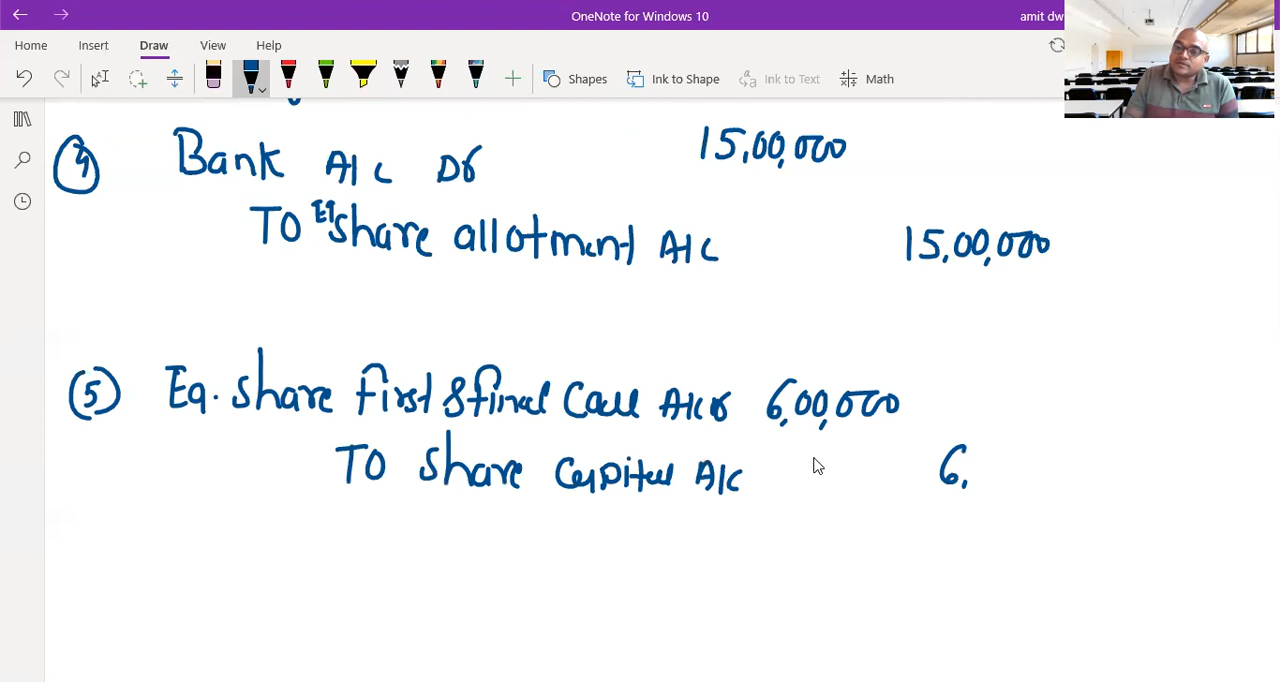 OneNote for Windows 10
amit dw
Home Insert Draw View Help
Shapes Ink to Shape Ink to Text Math
(4) Bank A/C Dr 15,00,000
To Eq share allotment A/C 15,00,000
(5) Eq. share first & final Call A/C Dr 6,00,000
To share capital A/C 6,